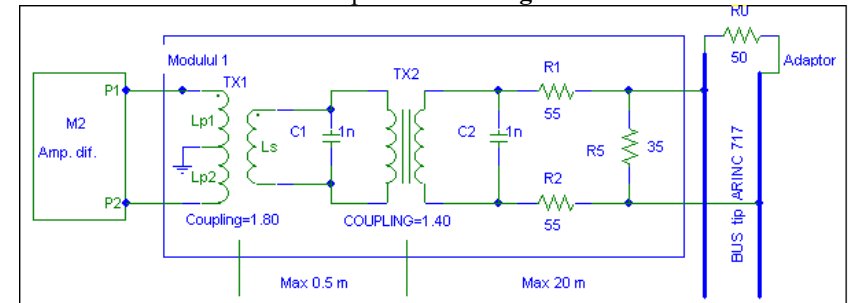 R0
50
Adaptor
Modulul 1
TX1
TX2
R1
55
P1
Lp1
M2
Amp. dif.
C1
1n
Ls
C2
1n
R5
35
Lp2
P2
R2
55
Coupling=1.80
COUPLING=1.40
BUS tip ARINC 717
Max 0.5 m
Max 20 m